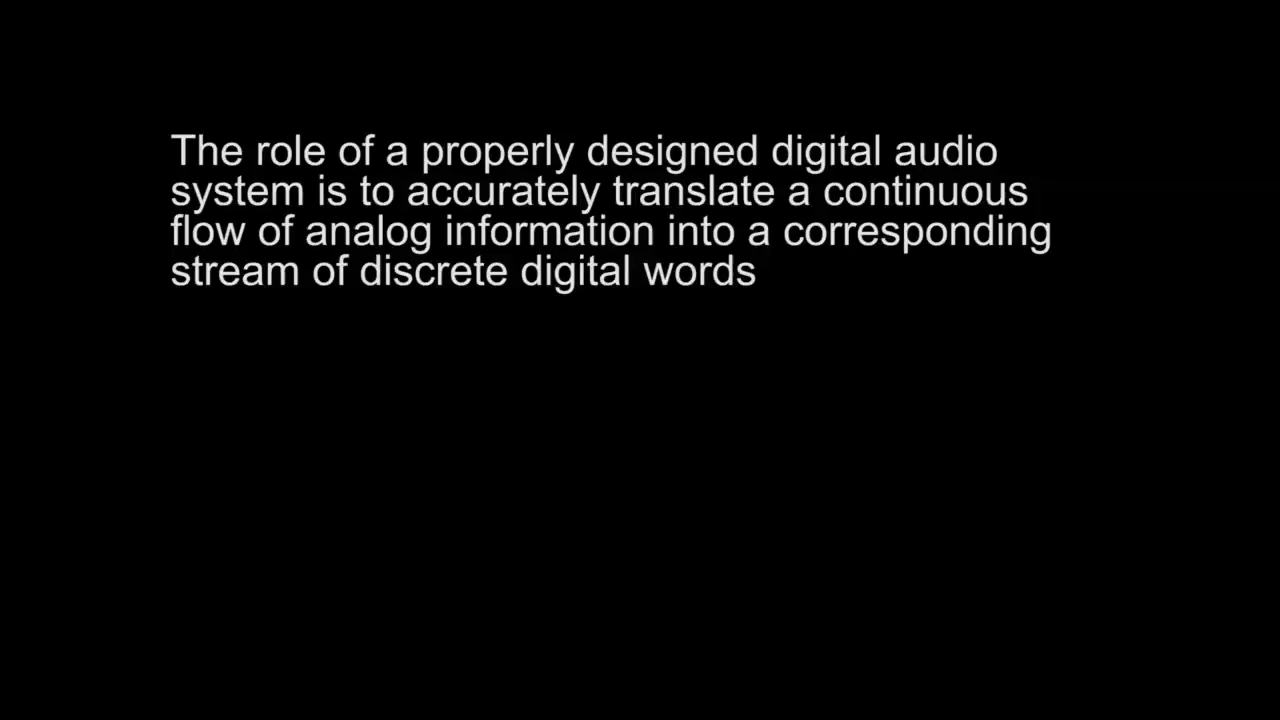 The role of a properly designed digital audio
system is to accurately translate a continuous
flow of analog information into a corresponding
stream of discrete digital words